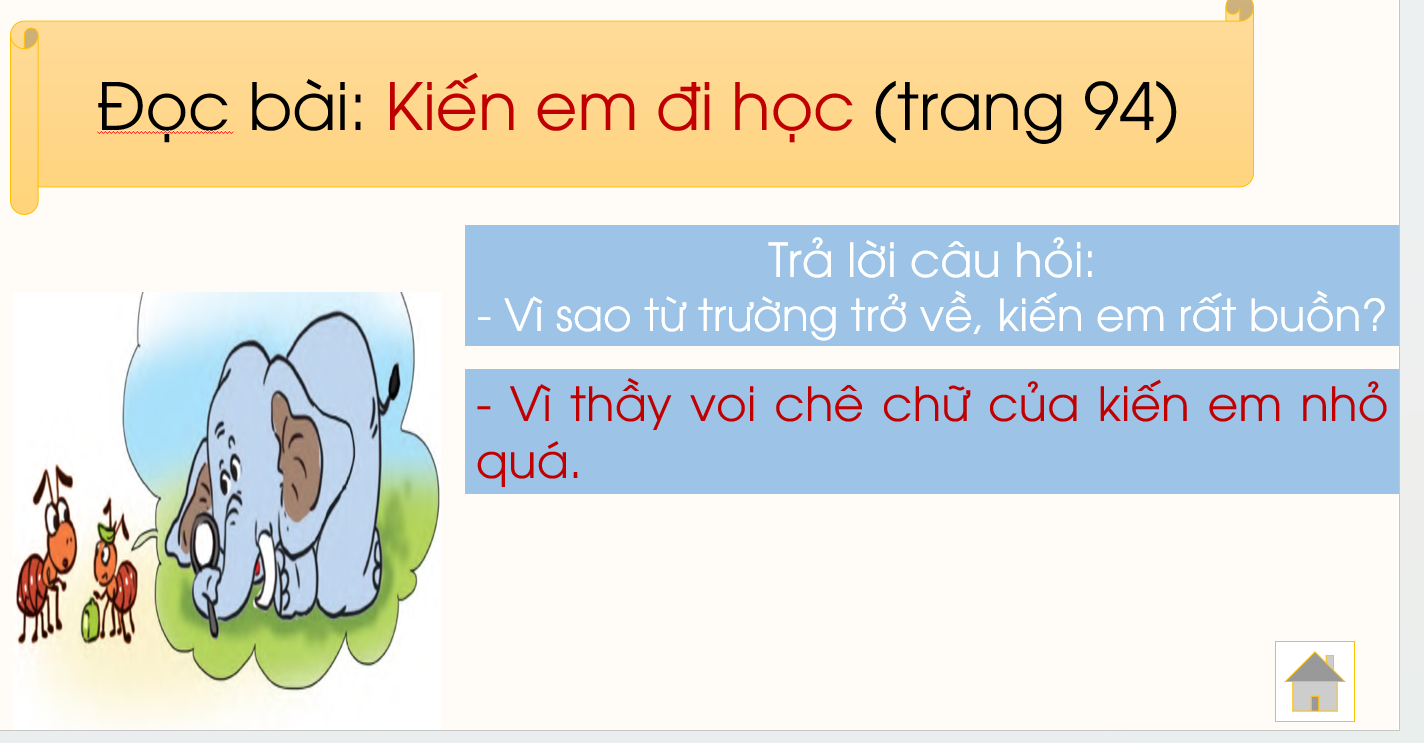 Đọc bài: Kiến em đi học (trang 94)
Trả lời câu hỏi:
- Vì sao từ trường trở về, kiến em rất buồn?
- Vì thầy voi chê chữ của kiến em nhỏ
quá.